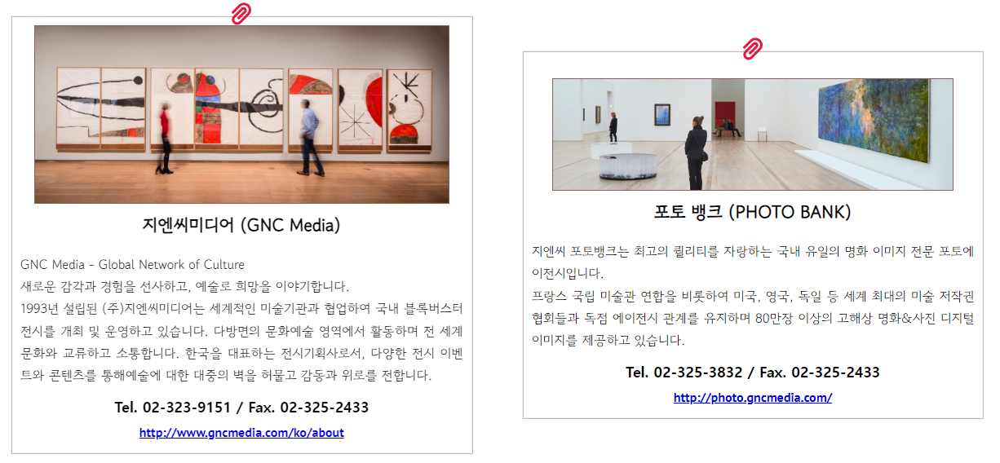 지엔씨미디어 (GNC Media)
GNC Media - Global Network of Culture
새로운 감각과 경험을 선사하고, 예술로 희망을 이야기합니다.
1993년 설립된 (주)지엔씨미디어는 세계적인 미술기관과 협업하여 국내 블록버스터
전시를 개최 및 운영하고 있습니다. 다방면의 문화예술 영역에서 활동하며 전 세계
문화와 교류하고 소통합니다. 한국을 대표하는 전시기획사로서, 다양한 전시 이벤
트와 콘텐츠를 통해예술에 대한 대중의 벽을 허물고 감동과 위로를 전합니다.
Tel. 02-323-9151 / Fax. 02-325-2433
http://www.gncmedia.com/ko/about
포토 뱅크 (PHOTO BANK)
지엔씨 포토뱅크는 최고의 퀄리티를 자랑하는 국내 유일의 명화 이미지 전문 포토에
이전시입니다.
프랑스 국립 미술관 연합을 비롯하여 미국, 영국, 독일 등 세계 최대의 미술 저작권
협회들과 독점 에이전시 관계를 유지하며 80만장 이상의 고해상 명화&사진 디지털
이미지를 제공하고 있습니다.
Tel. 02-325-3832 / Fax. 02-325-2433
http://photo.gncmedia.com/